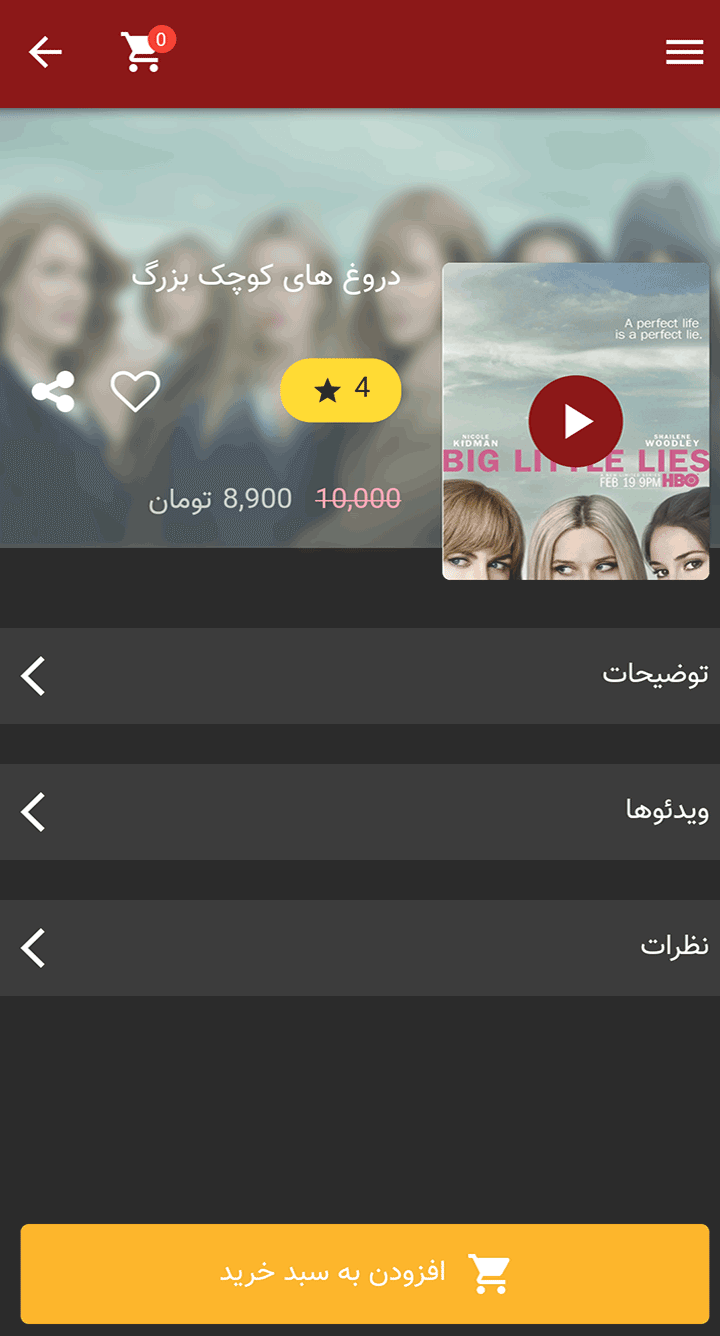 0
دروغ های کوچک بزرگ
4
10,000 8,900 تومان
A perfect life
is a perfect lie.
NICOLE
KIDMAN
SHAILENE
WOODLEY
BIG LITTLE LIES
FEB 19 9PM HBO
توضیحات
ویدئوها
نظرات
افزودن به سبد خرید